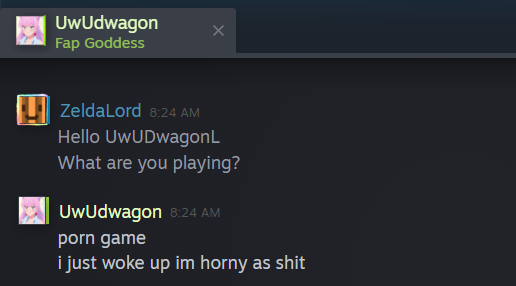 UwUdwagon
Fap Goddess
ZeldaLord 8:24 AM
Hello UwUDwagonL
What are you playing?
UwUdwagon 8:24 AM
porn game
i just woke up im horny as shit